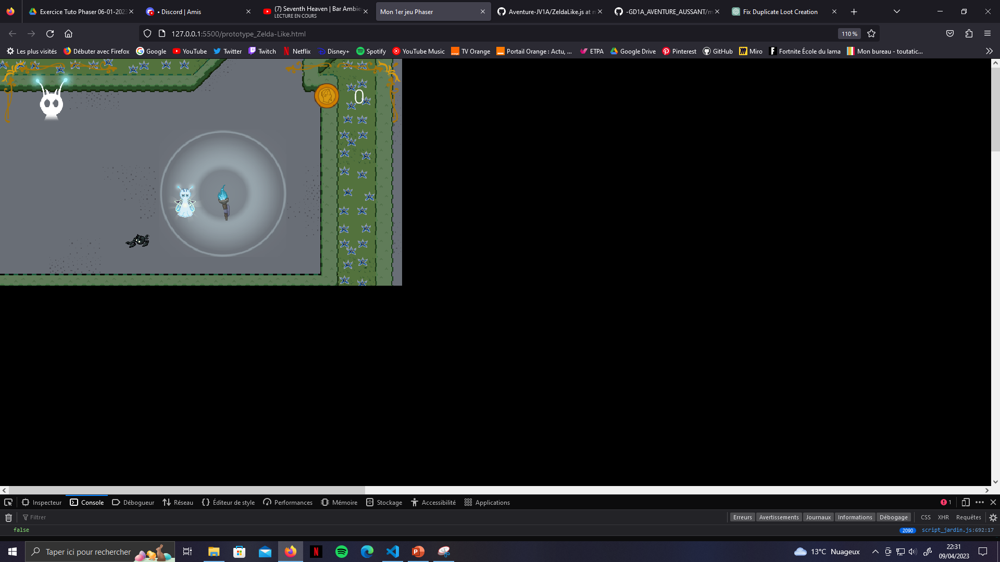 Exercice Tuto Phaser 06-01-2023
• Discord | Amis
(7) Seventh Heaven | Bar Ambie
LECTURE EN COURS
Mon 1er jeu Phaser
Aventure-JV1A/ZeldaLike.js at m
-GD1A_AVENTURE_AUSSANT/m
Fix Duplicate Loot Creation
127.0.0.1:5500/prototype_Zelda-Like.html
110 %
Les plus visités
Débuter avec Firefox
Google
YouTube
Twitter
Twitch
Netflix
Disney+
Spotify
YouTube Music
TV Orange
Portail Orange : Actu, ...
ETPA
Google Drive
Pinterest
GitHub
Miro
Fortnite École du lama
Mon bureau - toutatic...
0
Inspecteur
Console
Débogueur
Réseau
Éditeur de style
Performances
Mémoire
Stockage
Accessibilité
Applications
1
Filtrer
Erreurs
Avertissements
Journaux
Informations
Débogage
CSS
XHR
Requêtes
false
2090
script_jardin.js:692:17
Taper ici pour rechercher
13°C Nuageux
22:31
09/04/2023